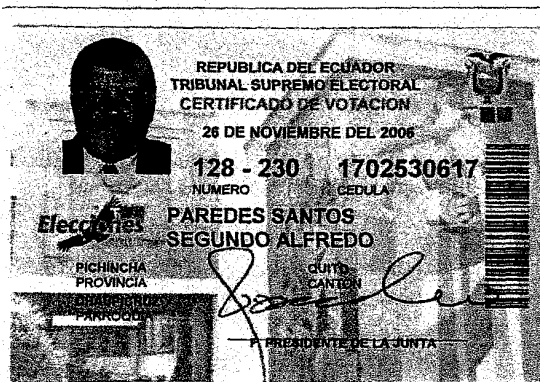 REPUBLICA DEL ECUADOR
TRIBUNAL SUPREMO ELECTORAL
CERTIFICADO DE VOTACION
26 DE NOVIEMBRE DEL 2006
128 - 230 1702530617
NUMERO CEDULA
Elecciones
PAREDES SANTOS
SEGUNDO ALFREDO
PICHINCHA QUITO
PROVINCIA CANTON
CHAUPICRUZ
PARROQUIA
F. PRESIDENTE DE LA JUNTA